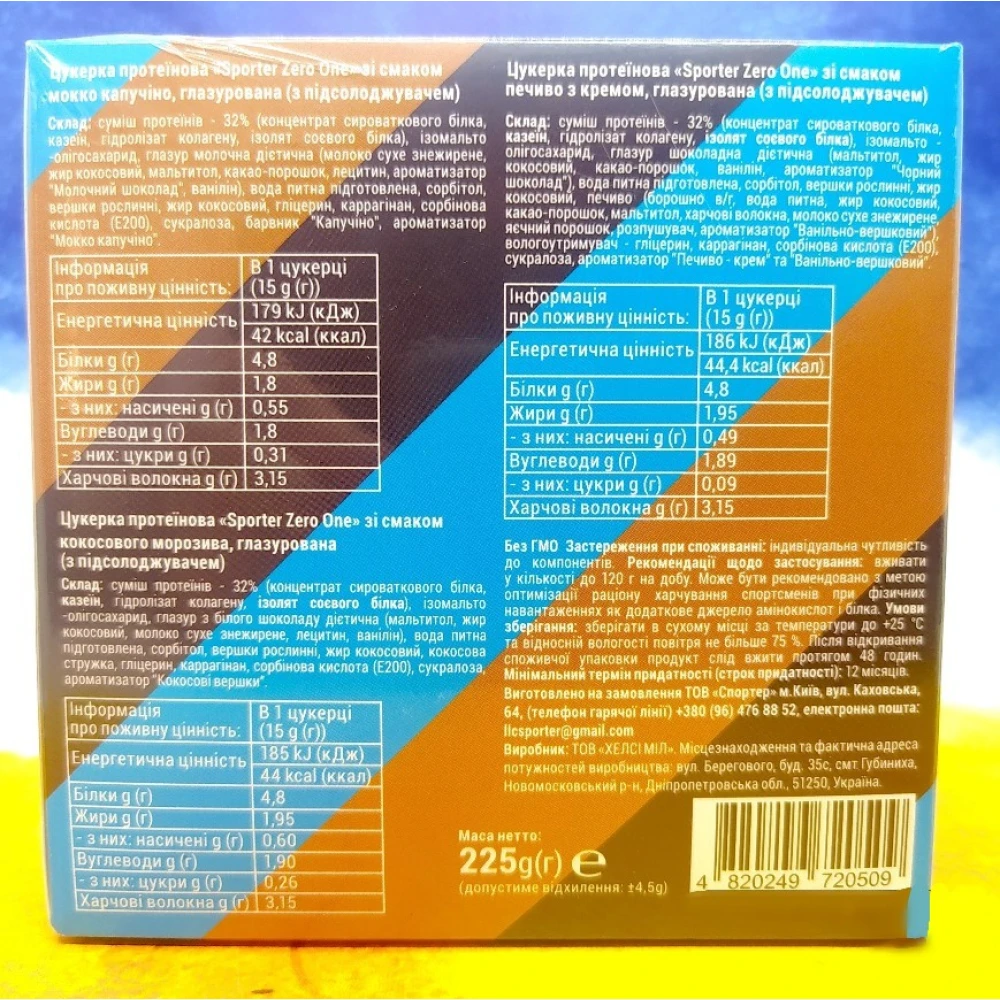 Цукерка протеїнова «Sporter Zero One» зі смаком
мокко капучіно, глазурована (з підсолоджувачем)
Склад: суміш протеїнів - 32% (концентрат сироваткового білка,
казеїн, гідролізат колагену, ізолят соєвого білка), ізомальто
-олігосахарид, глазур молочна дієтична (молоко сухе знежирене,
жир кокосовий, мальтитол, какао-порошок, лецитин, ароматизатор
"Молочний шоколад", ванілін), вода питна підготовлена, сорбітол,
вершки рослинні, жир кокосовий, гліцерин, каррагінан, сорбінова
кислота (Е200), сукралоза, барвник "Капучіно", ароматизатор
"Мокко капучіно".
Інформація В 1 цукерці
про поживну цінність: (15 g (г))
Енергетична цінність 179 kJ (кДж)
42 kcal (ккал)
Білки g (г) 4,8
Жири g (г) 1,8
- з них: насичені g (г) 0,55
Вуглеводи g (г) 1,8
- з них: цукри g (г) 0,31
Харчові волокна g (г) 3,15
Цукерка протеїнова «Sporter Zero One» зі смаком
кокосового морозива, глазурована
(з підсолоджувачем)
Склад: суміш протеїнів - 32% (концентрат сироваткового білка,
казеїн, гідролізат колагену, ізолят соєвого білка), ізомальто
-олігосахарид, глазур з білого шоколаду дієтична (мальтитол, жир
кокосовий, молоко сухе знежирене, лецитин, ванілін), вода питна
підготовлена, сорбітол, вершки рослинні, жир кокосовий, кокосова
стружка, гліцерин, каррагінан, сорбінова кислота (Е200), сукралоза,
ароматизатор "Кокосові вершки".
Інформація В 1 цукерці
про поживну цінність: (15 g (г))
Енергетична цінність 185 kJ (кДж)
44 kcal (ккал)
Білки g (г) 4,8
Жири g (г) 1,95
- з них: насичені g (г) 0,60
Вуглеводи g (г) 1,90
- з них: цукри g (г) 0,26
Харчові волокна g (г) 3,15
Цукерка протеїнова «Sporter Zero One» зі смаком
печиво з кремом, глазурована (з підсолоджувачем)
Склад: суміш протеїнів - 32% (концентрат сироваткового білка,
казеїн, гідролізат колагену, ізолят соєвого білка), ізомальто -
олігосахарид, глазур шоколадна дієтична (мальтитол, жир
кокосовий, какао-порошок, ванілін, ароматизатор "Чорний
шоколад"), вода питна підготовлена, сорбітол, вершки рослинні, жир
кокосовий, печиво (борошно в/г, вода питна, жир кокосовий,
какао-порошок, мальтитол, харчові волокна, молоко сухе знежирене,
яєчний порошок, розпушувач, ароматизатор "Ванільно-вершковий"),
вологоутримувач - гліцерин, каррагінан, сорбінова кислота (Е200),
сукралоза, ароматизатор "Печиво - крем" та "Ванільно-вершковий".
Інформація В 1 цукерці
про поживну цінність: (15 g (г))
Енергетична цінність 186 kJ (кДж)
44,4 kcal (ккал)
Білки g (г) 4,8
Жири g (г) 1,95
- з них: насичені g (г) 0,49
Вуглеводи g (г) 1,89
- з них: цукри g (г) 0,09
Харчові волокна g (г) 3,15
Без ГМО Застереження при споживанні: індивідуальна чутливість
до компонентів. Рекомендації щодо застосування: вживати
у кількості до 120 г на добу. Може бути рекомендовано з метою
оптимізації раціону харчування спортсменів при фізичних
навантаженнях як додаткове джерело амінокислот і білка. Умови
зберігання: зберігати в сухому місці за температури до +25 °С
та відносній вологості повітря не більше 75 %. Після відкривання
споживчої упаковки продукт слід вжити протягом 48 годин.
Мінімальний термін придатності (строк придатності): 12 місяців.
Виготовлено на замовлення ТОВ «Спортер» м.Київ, вул. Каховська,
64, (телефон гарячої лінії) +380 (96) 476 88 52, електронна пошта:
llcsporter@gmail.com
Виробник: ТОВ «ХЕЛСІ МІЛ». Місцезнаходження та фактична адреса
потужностей виробництва: вул. Берегового, буд. 35с, смт Губиниха,
Новомосковський р-н, Дніпропетровська обл., 51250, Україна.
Маса нетто:
225g(г) e
(допустиме відхилення: ±4,5g)
4 820249 720509